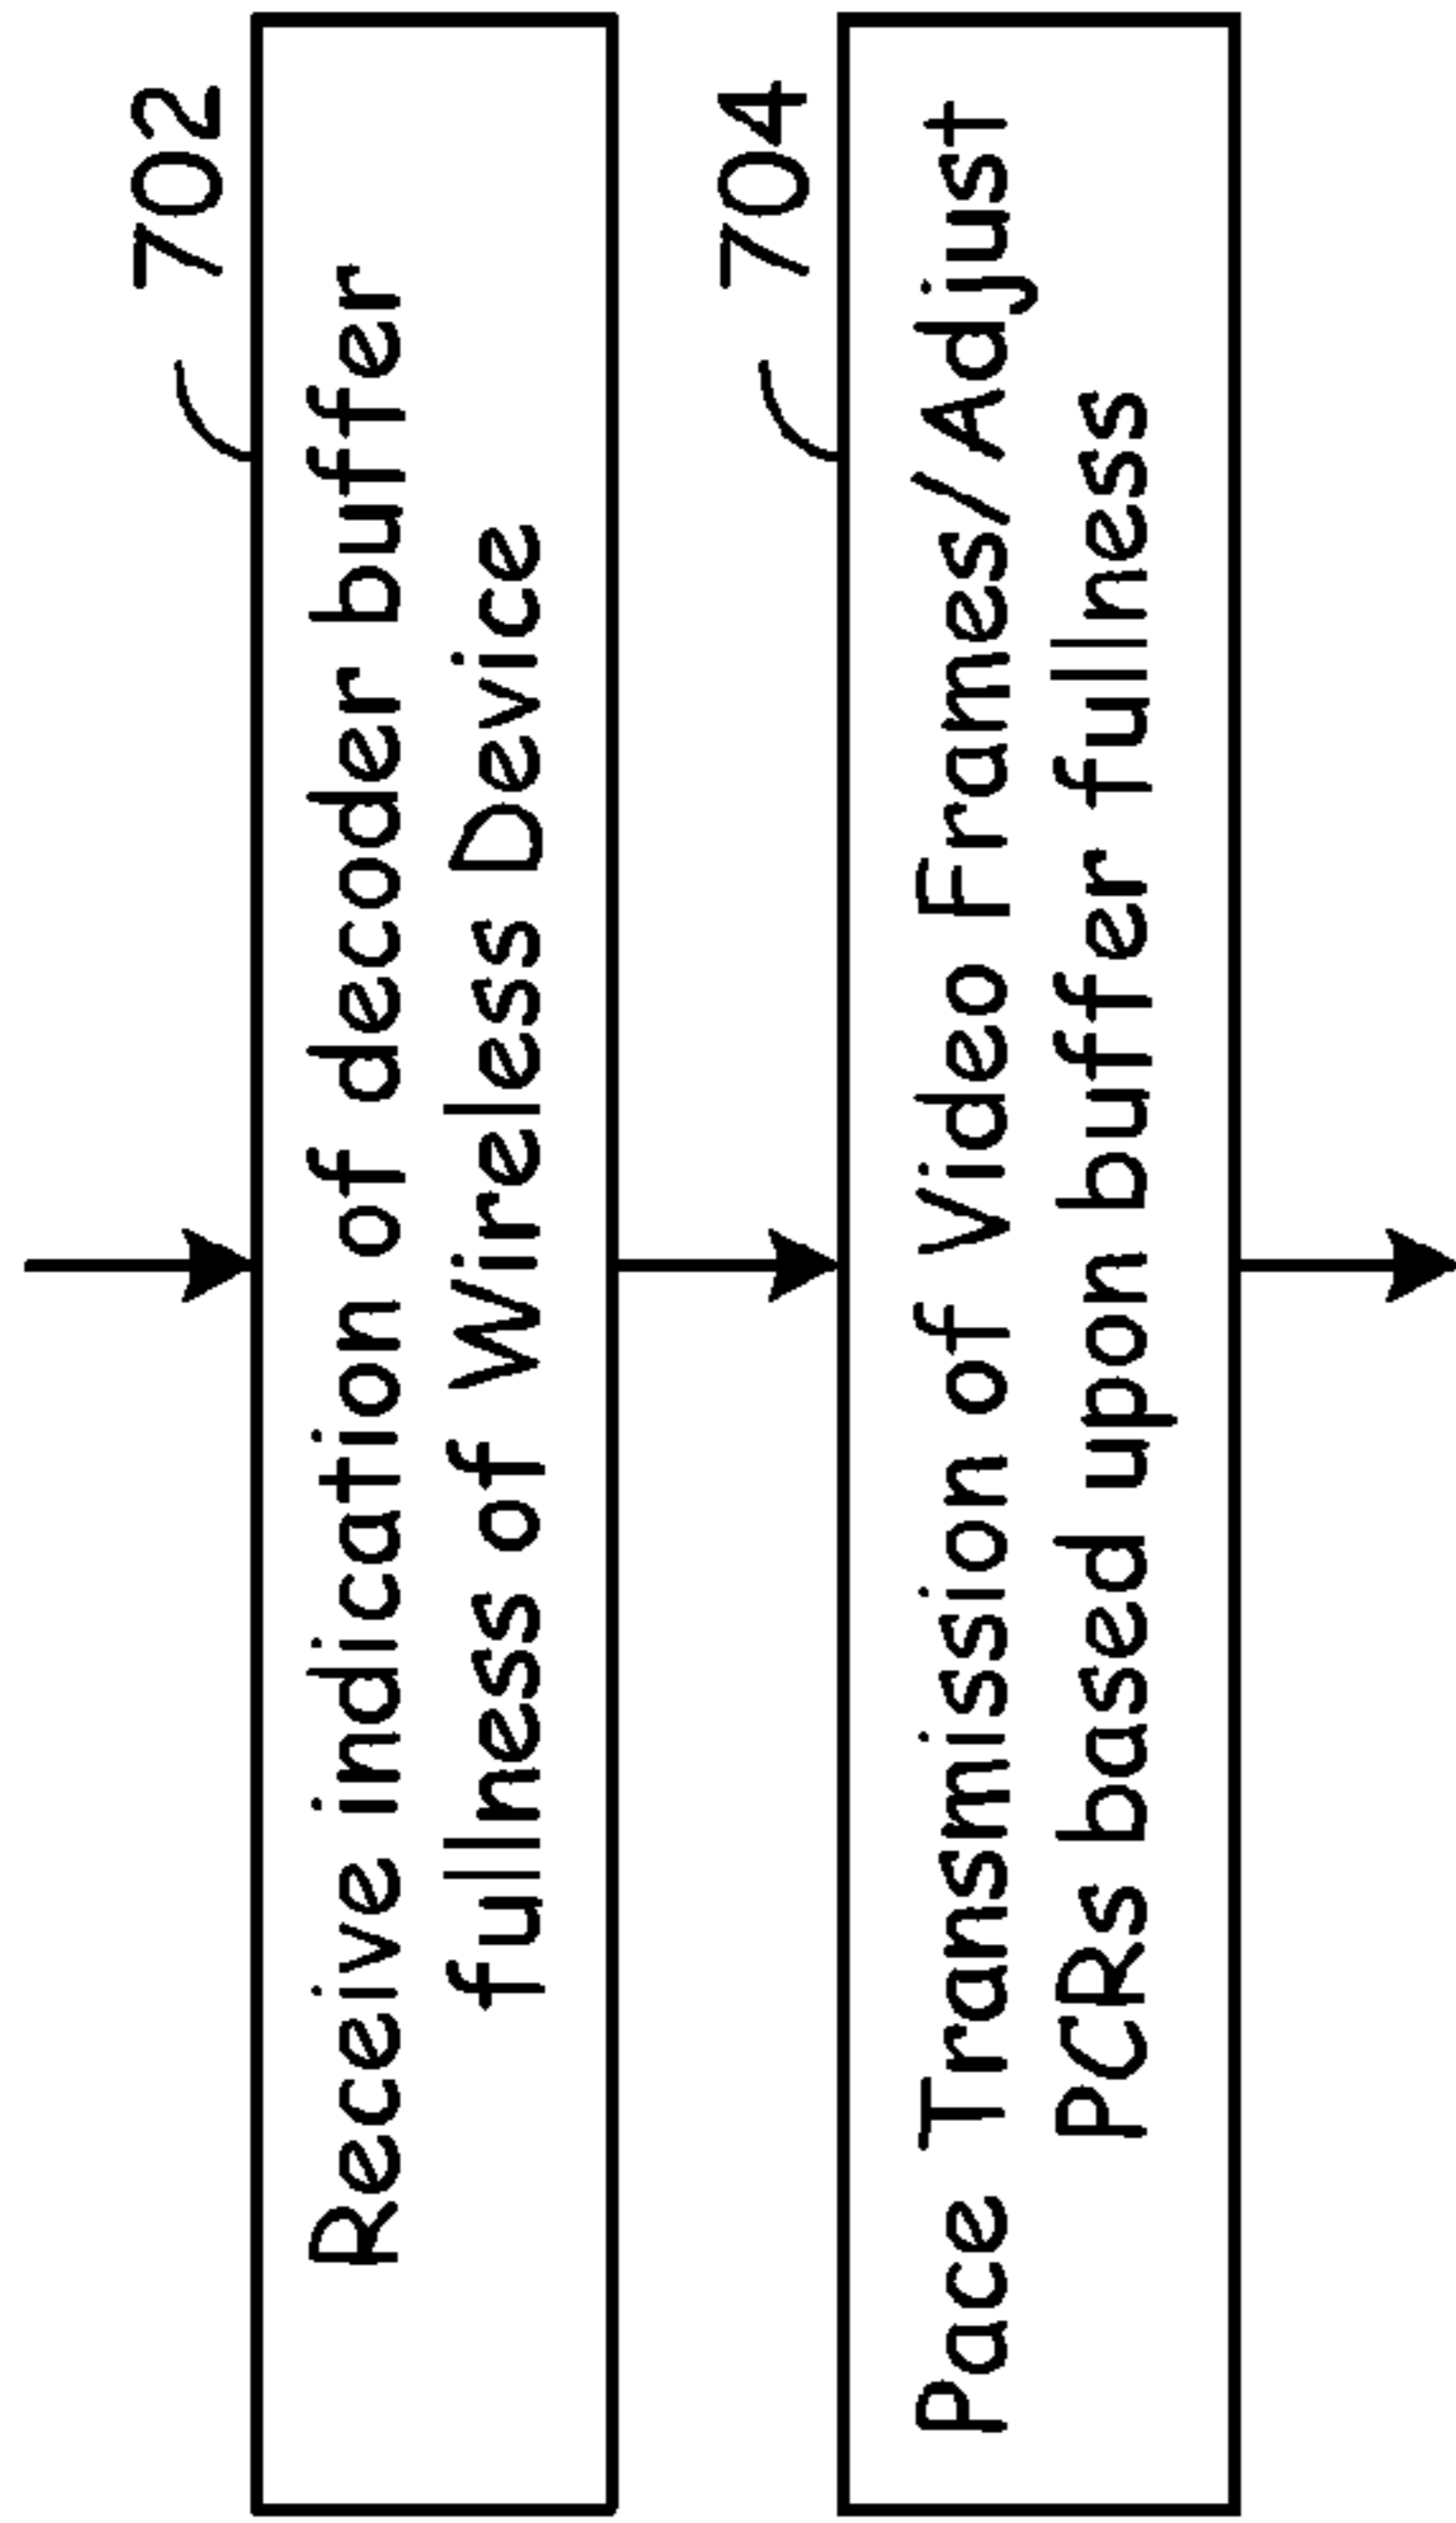 702
Receive indication of decoder buffer
fullness of Wireless Device
704
Pace Transmission of Video Frames/Adjust
PCRs based upon buffer fullness